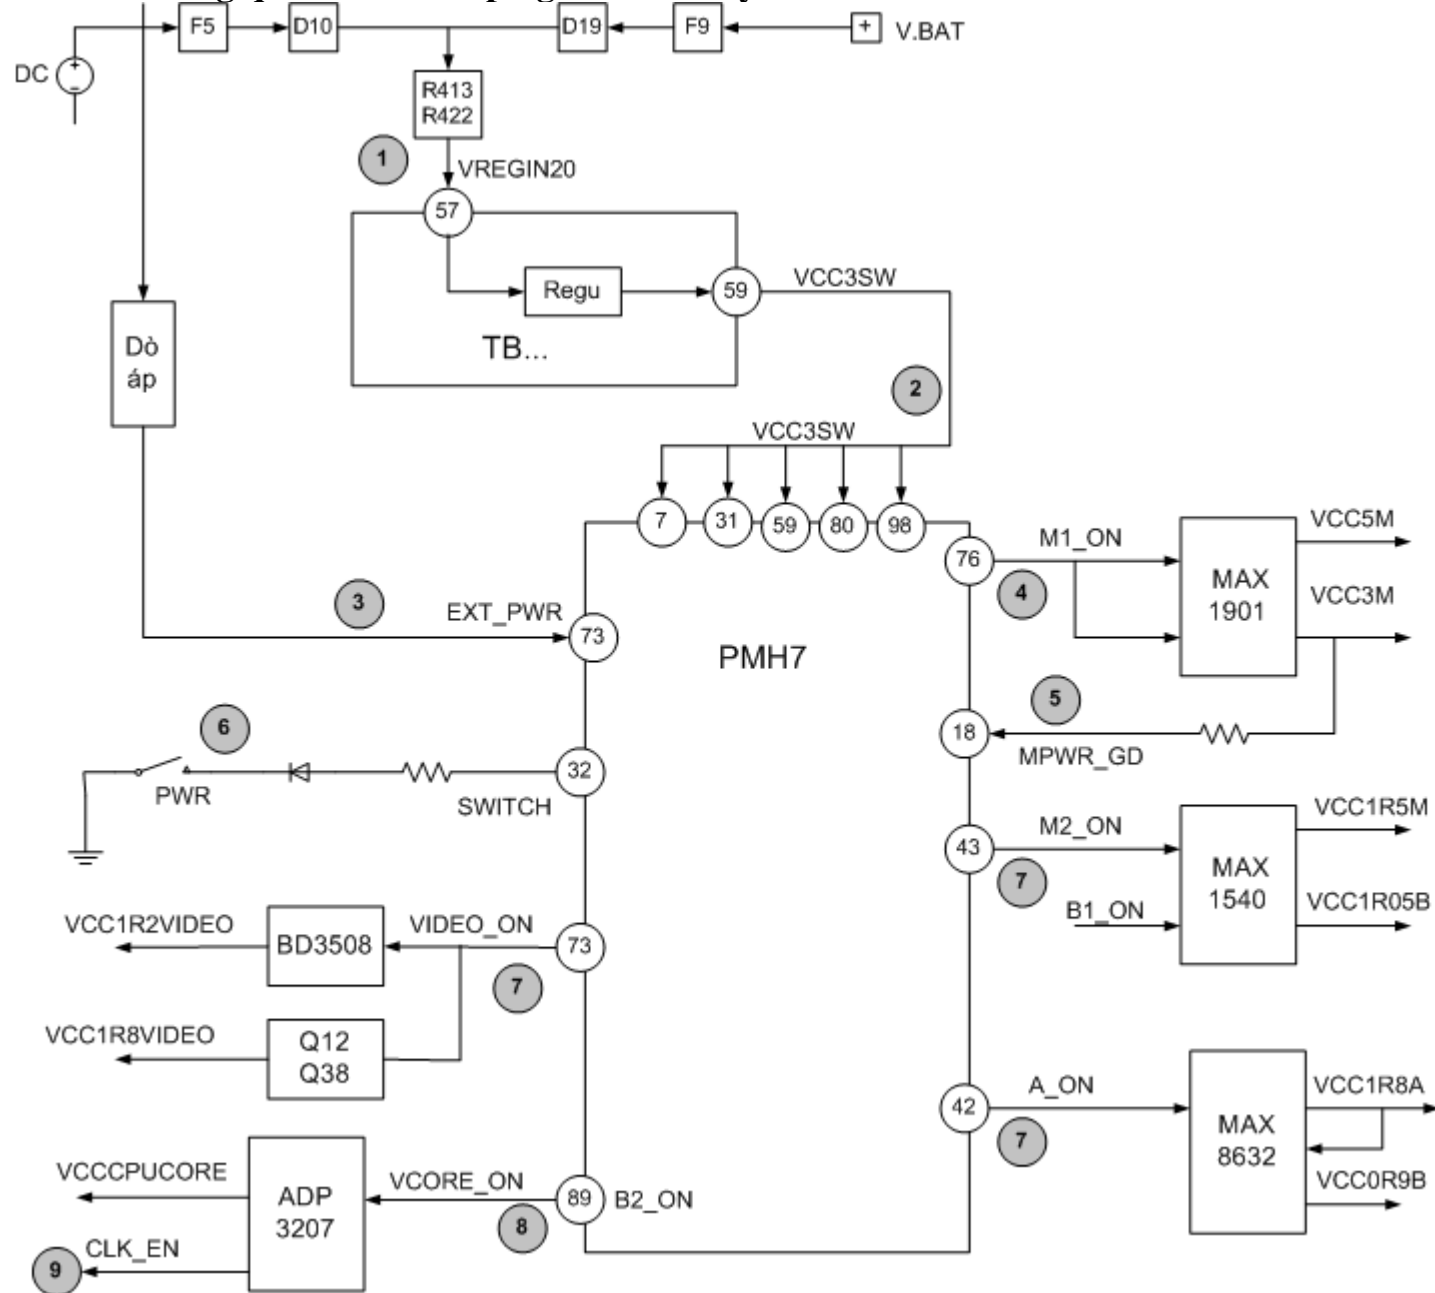 F5
D10
D19
F9
+
V.BAT
DC
+
−
R413
R422
1
VREGIN20
57
Regu
59
VCC3SW
TB...
Dò
áp
2
VCC3SW
7
31
59
80
98
76
M1_ON
4
MAX
1901
VCC5M
VCC3M
3
EXT_PWR
73
PMH7
5
18
MPWR_GD
6
PWR
SWITCH
32
43
M2_ON
7
B1_ON
MAX
1540
VCC1R5M
VCC1R05B
VCC1R2VIDEO
BD3508
VIDEO_ON
73
7
VCC1R8VIDEO
Q12
Q38
42
A_ON
7
MAX
8632
VCC1R8A
VCC0R9B
VCCCPUCORE
ADP
3207
VCORE_ON
89
B2_ON
8
CLK_EN
9